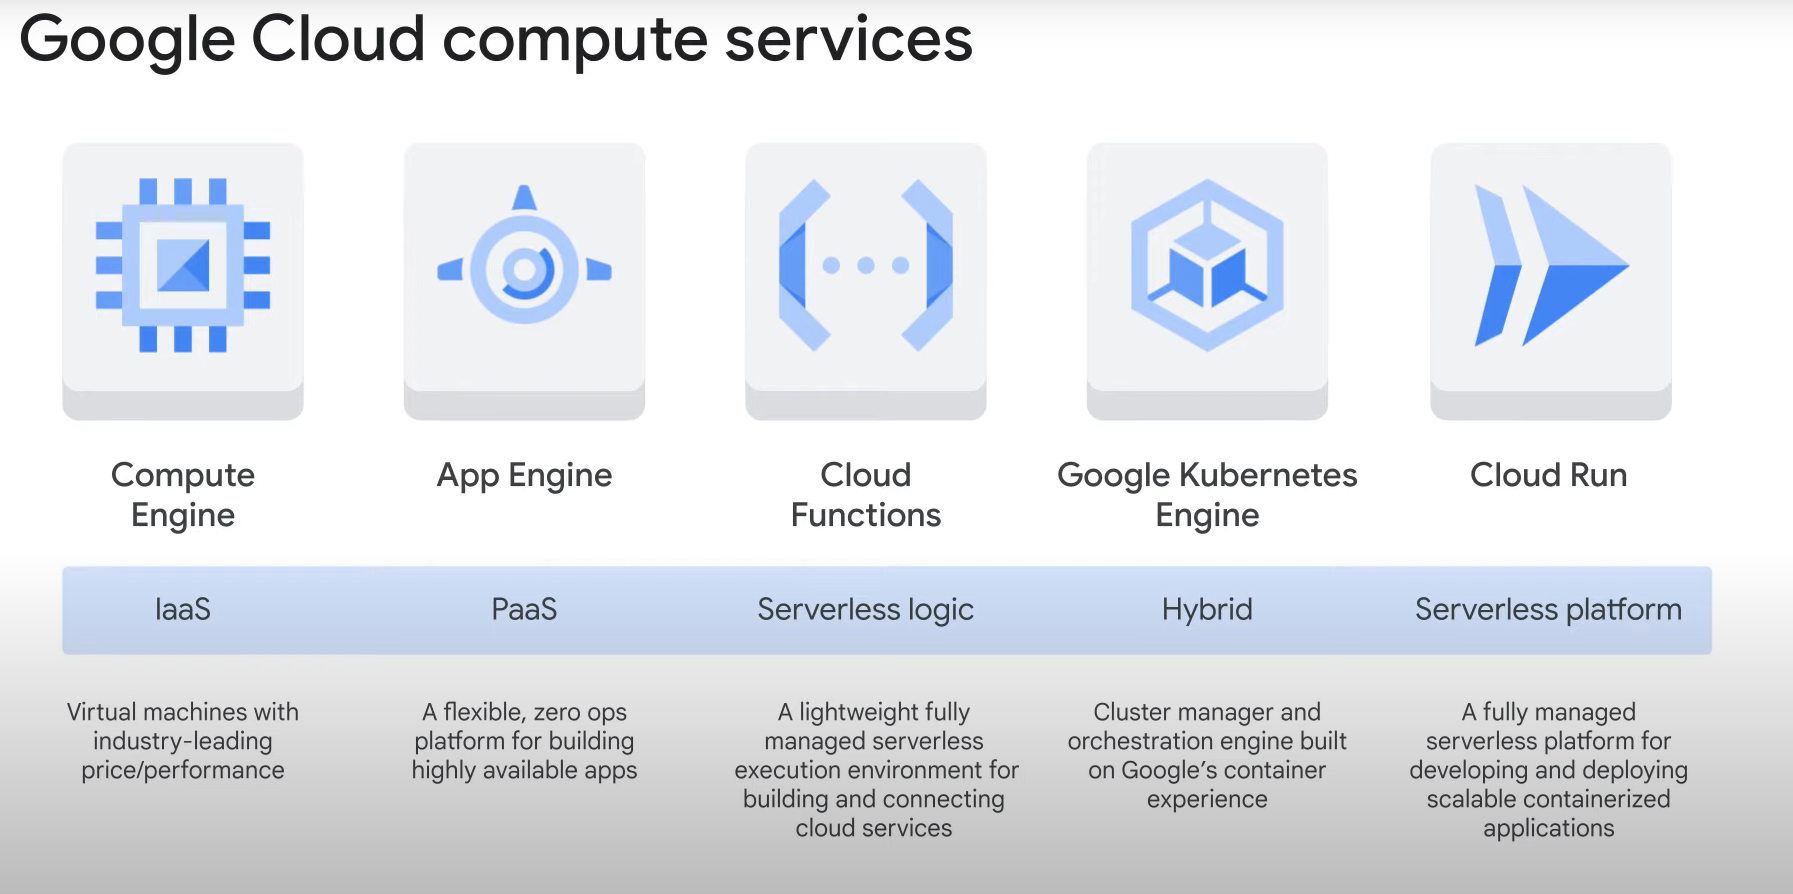 Google Cloud compute services
Compute
Engine
App Engine
Cloud
Functions
Google Kubernetes
Engine
Cloud Run
IaaS
PaaS
Serverless logic
Hybrid
Serverless platform
Virtual machines with
industry-leading
price/performance
A flexible, zero ops
platform for building
highly available apps
A lightweight fully
managed serverless
execution environment for
building and connecting
cloud services
Cluster manager and
orchestration engine built
on Google's container
experience
A fully managed
serverless platform for
developing and deploying
scalable containerized
applications